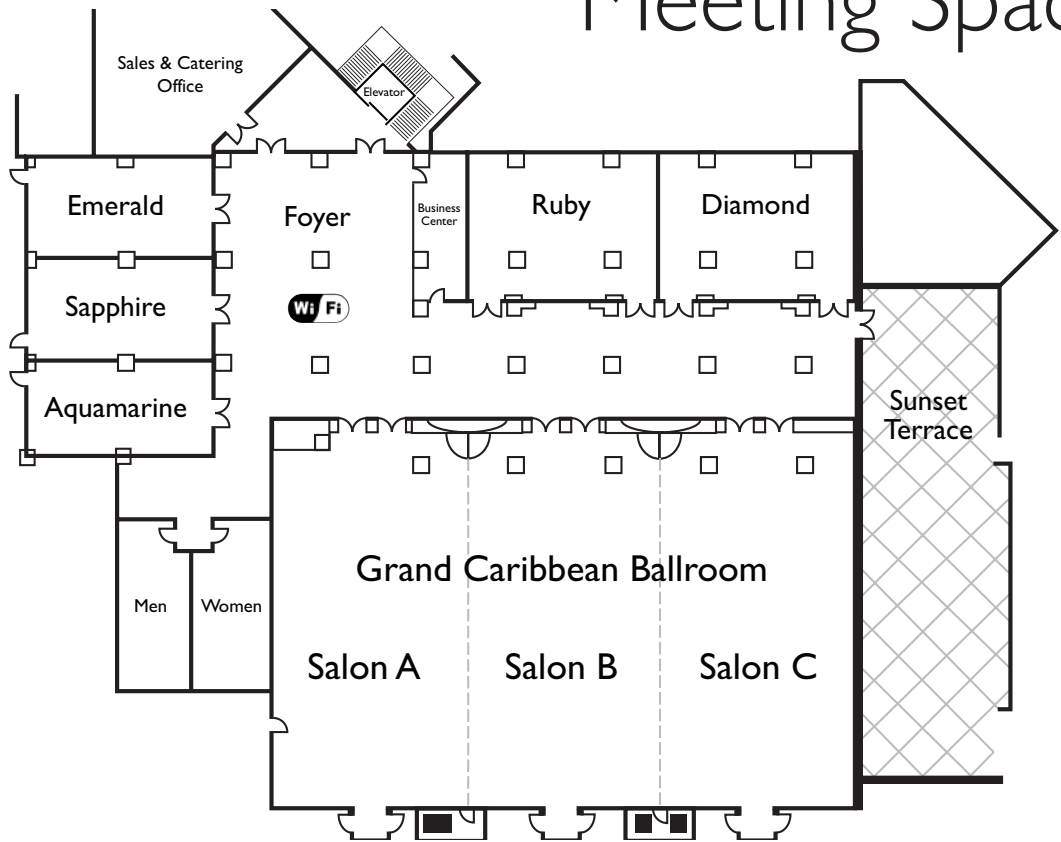 Meeting Spac
Sales & Catering
Office
Elevator
Emerald
Foyer
Business
Center
Ruby
Diamond
Sapphire
Wi Fi
Aquamarine
Sunset
Terrace
Grand Caribbean Ballroom
Men
Women
Salon A
Salon B
Salon C